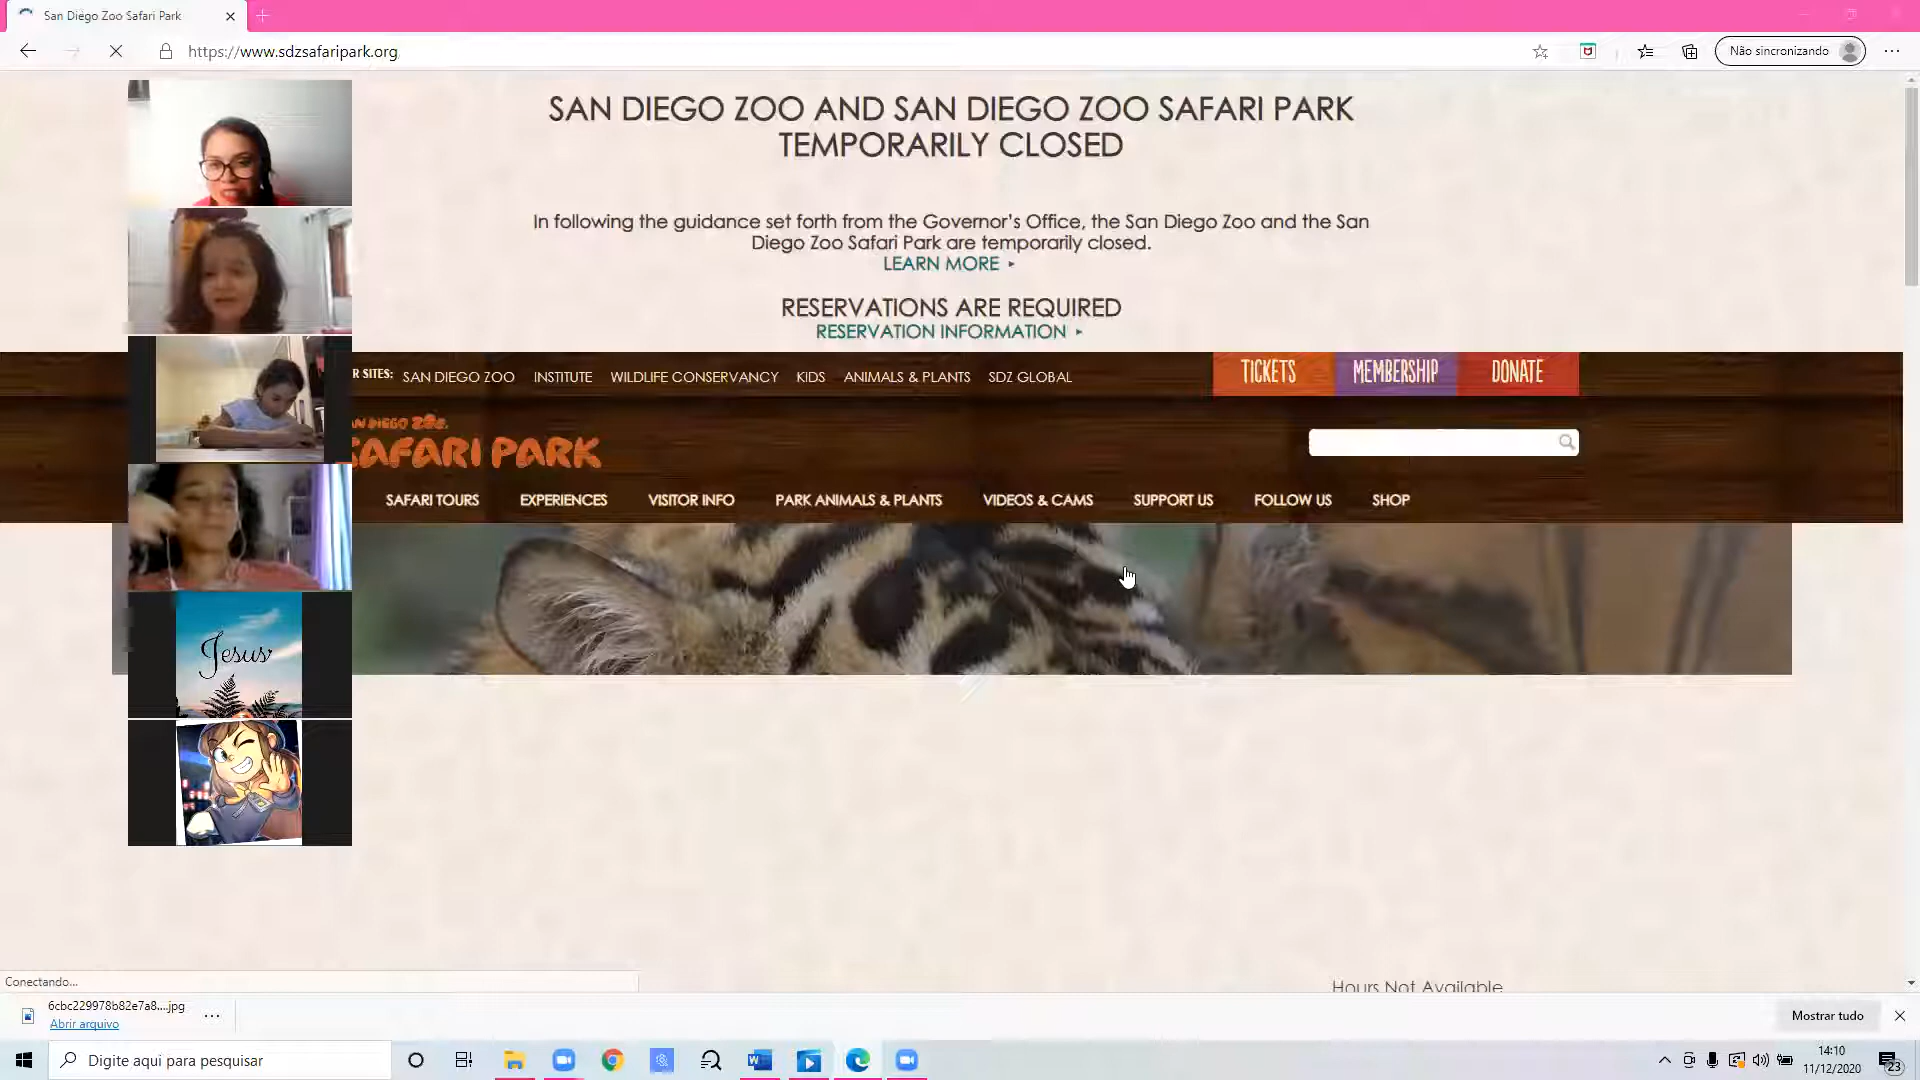 San Diego Zoo Safari Park
https://www.sdzsafaripark.org
Não sincronizando
SAN DIEGO ZOO AND SAN DIEGO ZOO SAFARI PARK
TEMPORARILY CLOSED
In following the guidance set forth from the Governor's Office, the San Diego Zoo and the San
Diego Zoo Safari Park are temporarily closed.
LEARN MORE
RESERVATIONS ARE REQUIRED
RESERVATION INFORMATION
R SITES: SAN DIEGO ZOO INSTITUTE WILDLIFE CONSERVANCY KIDS ANIMALS & PLANTS SDZ GLOBAL
TICKETS MEMBERSHIP DONATE
AN DIEGO ZOO.
SAFARI PARK
SAFARI TOURS EXPERIENCES VISITOR INFO PARK ANIMALS & PLANTS VIDEOS & CAMS SUPPORT US FOLLOW US SHOP
Jesus
Conectando...
Hours Not Available
6cbc229978b82e7a8....jpg
Abrir arquivo
Mostrar tudo
Digite aqui para pesquisar
14:10
11/12/2020
23